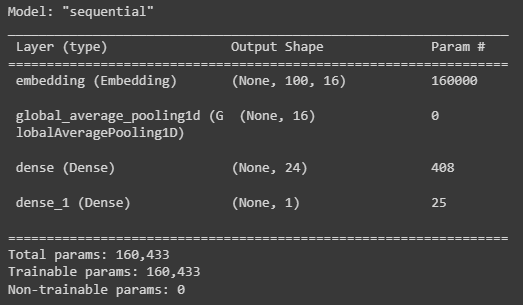 Model: "sequential"
_________________________________________________________________
Layer (type) Output Shape Param #
=================================================================
embedding (Embedding) (None, 100, 16) 160000
global_average_pooling1d (G (None, 16) 0
lobalAveragePooling1D)
dense (Dense) (None, 24) 408
dense_1 (Dense) (None, 1) 25
=================================================================
Total params: 160,433
Trainable params: 160,433
Non-trainable params: 0